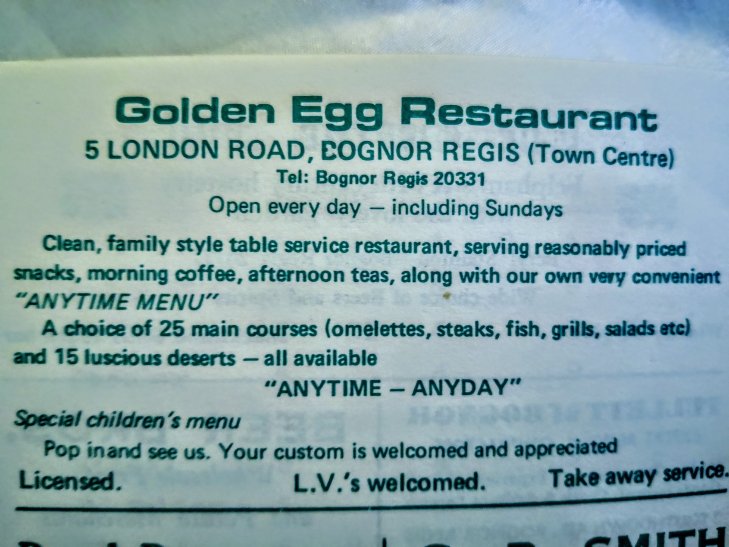 Golden Egg Restaurant
5 LONDON ROAD, BOGNOR REGIS (Town Centre)
Tel: Bognor Regis 20331
Open every day — including Sundays
Clean, family style table service restaurant, serving reasonably priced
snacks, morning coffee, afternoon teas, along with our own very convenient
"ANYTIME MENU"
A choice of 25 main courses (omelettes, steaks, fish, grills, salads etc)
and 15 luscious deserts — all available
"ANYTIME — ANYDAY"
Special children's menu
Pop in and see us. Your custom is welcomed and appreciated
Licensed. L.V.'s welcomed. Take away service.
SMITH